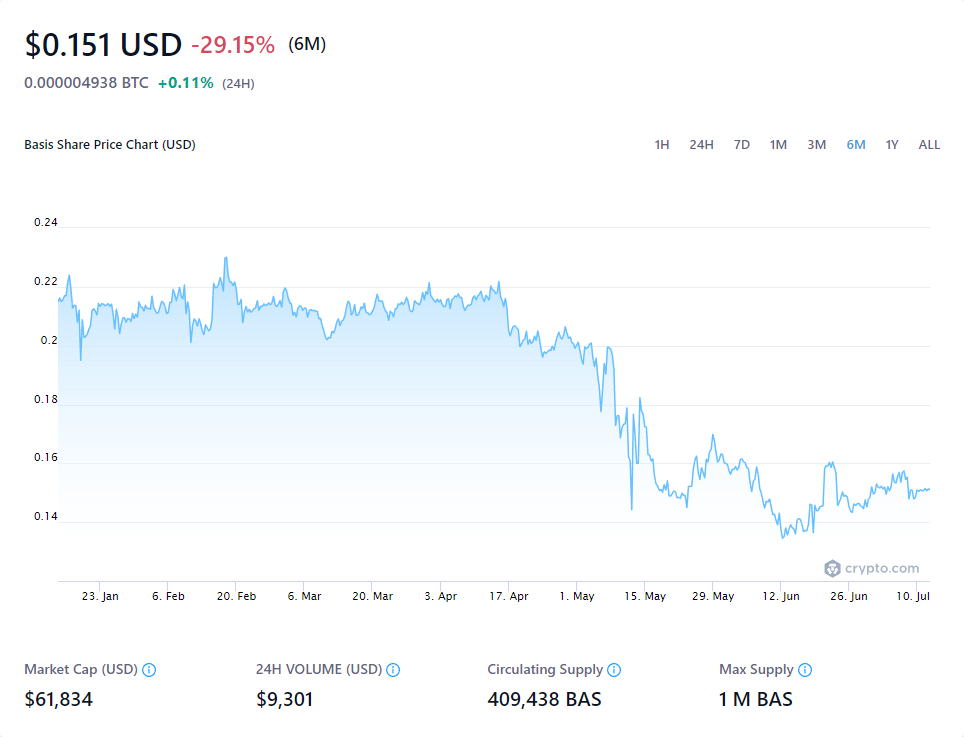 $0.151 USD -29.15% (6M)
0.000004938 BTC +0.11% (24H)
Basis Share Price Chart (USD) 1H 24H 7D 1M 3M 6M 1Y ALL
0.24
0.22
0.2
0.18
0.16
0.14
crypto.com
23. Jan 6. Feb 20. Feb 6. Mar 20. Mar 3. Apr 17. Apr 1. May 15. May 29. May 12. Jun 26. Jun 10. Jul
Market Cap (USD) 24H VOLUME (USD) Circulating Supply Max Supply
$61,834 $9,301 409,438 BAS 1 M BAS